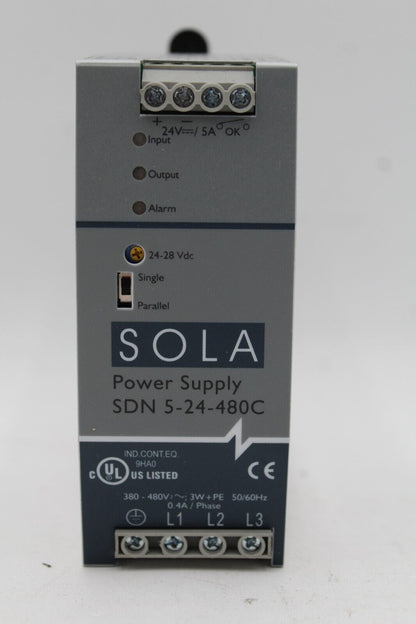 + −
24V⎓/ 5A OK
Input
Output
Alarm
24-28 Vdc
Single
Parallel
SOLA
Power Supply
SDN 5-24-480C
IND.CONT.EQ.
9HA0
C UL US LISTED
CE
380 - 480V ~; 3W+PE 50/60Hz
0.4A / Phase
L1 L2 L3